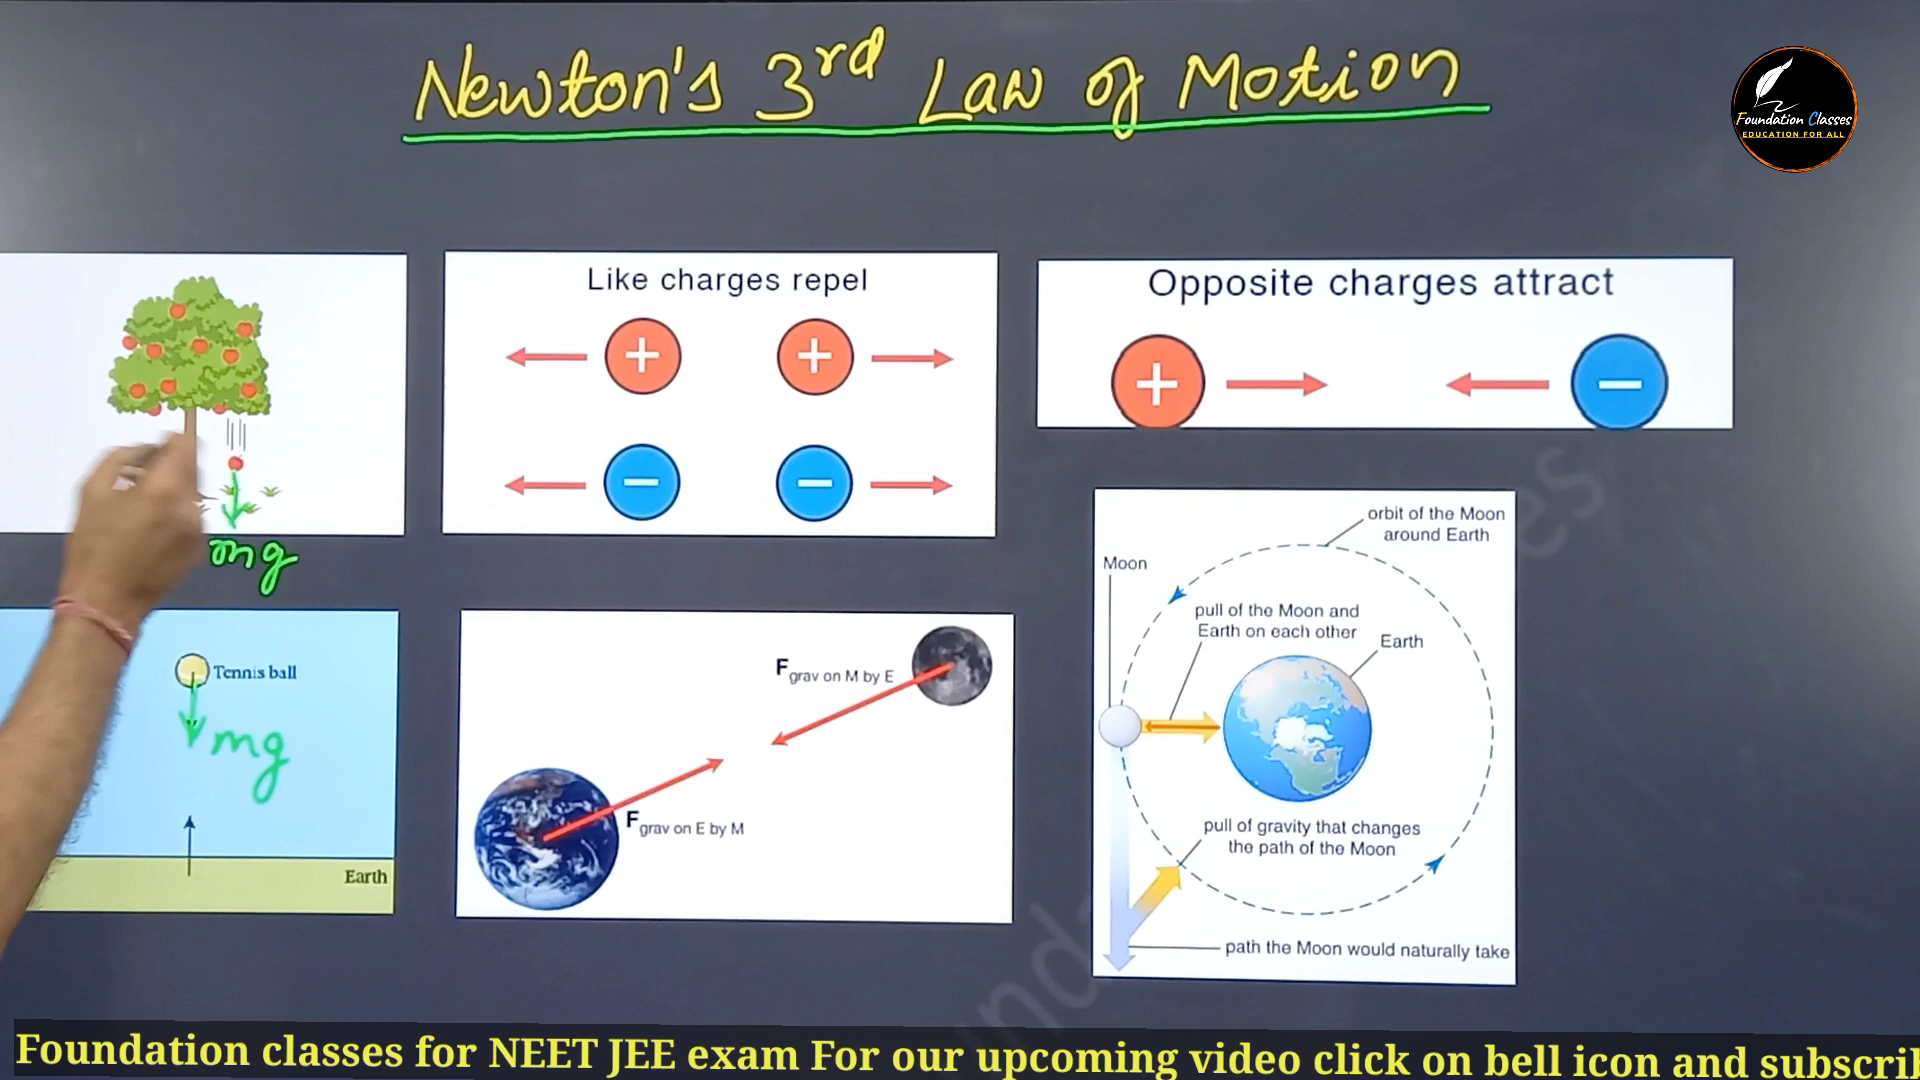 Newton's 3rd Law of Motion
Foundation Classes
EDUCATION FOR ALL
Like charges repel
+ +
− −
Opposite charges attract
+ −
mg
Tennis ball
mg
Earth
F grav on M by E
F grav on E by M
orbit of the Moon
around Earth
Moon
pull of the Moon and
Earth on each other
Earth
pull of gravity that changes
the path of the Moon
path the Moon would naturally take
Foundation classes for NEET JEE exam For our upcoming video click on bell icon and subscri